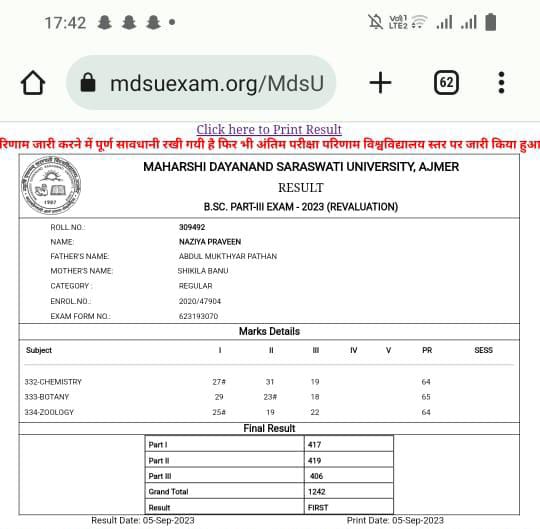 17:42
Vo)) 1
LTE2
mdsuexam.org/MdsU
62
Click here to Print Result
रिणाम जारी करने में पूर्ण सावधानी रखी गयी है फिर भी अंतिम परीक्षा परिणाम विश्वविद्यालय स्तर पर जारी किया हुआ
MAHARSHI DAYANAND SARASWATI UNIVERSITY, AJMER
1987
RESULT
B.SC. PART-III EXAM - 2023 (REVALUATION)
ROLL.NO.: 309492
NAME: NAZIYA PRAVEEN
FATHER'S NAME: ABDUL MUKTHYAR PATHAN
MOTHER'S NAME: SHIKILA BANU
CATEGORY : REGULAR
ENROL.NO.: 2020/47904
EXAM FORM NO.: 623193070
Marks Details
Subject I II III IV V PR SESS
332-CHEMISTRY 27# 31 19 64
333-BOTANY 29 23# 18 65
334-ZOOLOGY 25# 19 22 64
Final Result
Part I 417
Part II 419
Part III 406
Grand Total 1242
Result FIRST
Result Date: 05-Sep-2023 Print Date: 05-Sep-2023